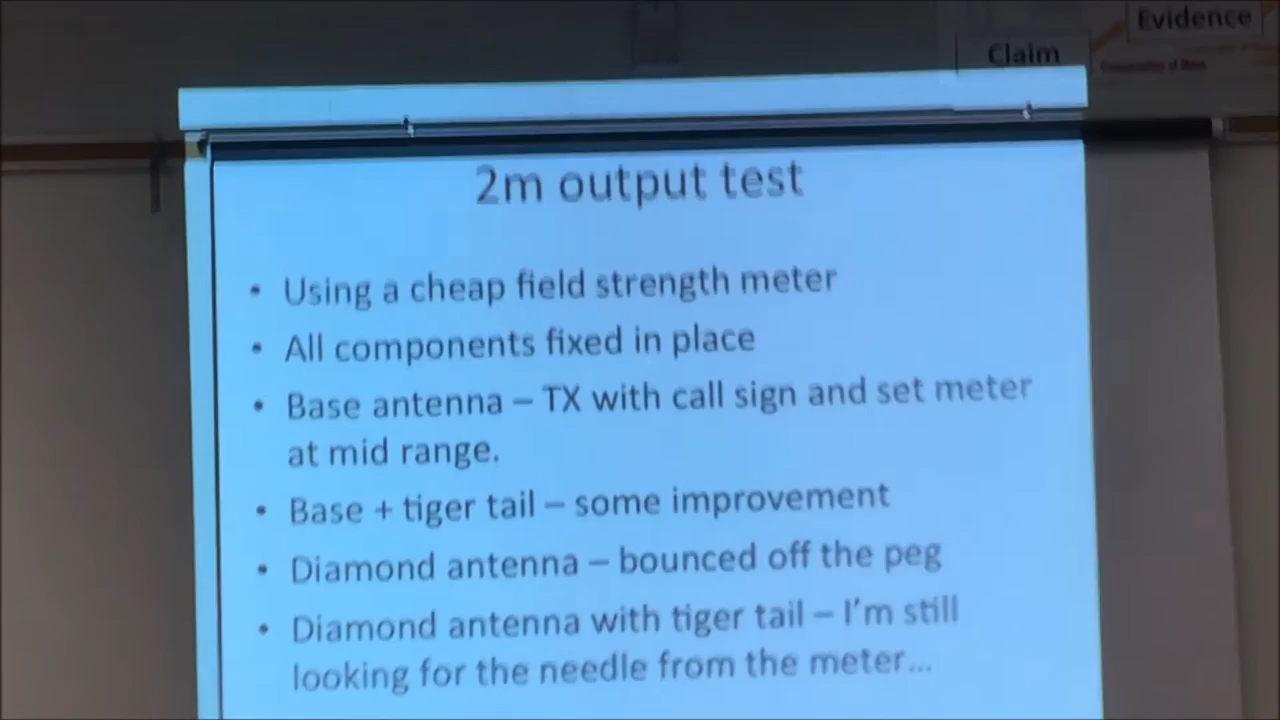 Evidence
Claim
2m output test
• Using a cheap field strength meter
• All components fixed in place
• Base antenna – TX with call sign and set meter
at mid range.
• Base + tiger tail – some improvement
• Diamond antenna – bounced off the peg
• Diamond antenna with tiger tail – I'm still
looking for the needle from the meter...